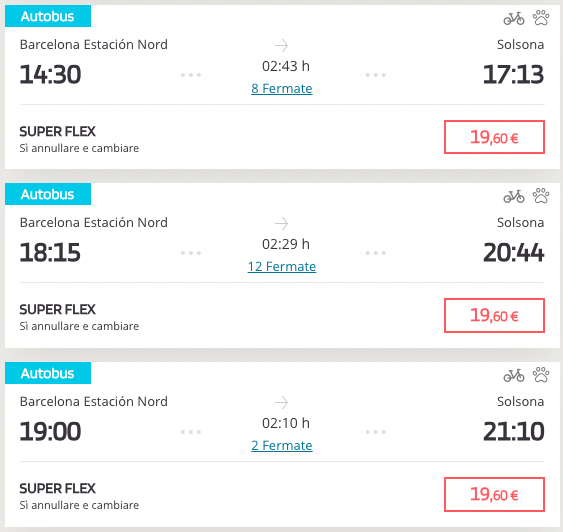 Autobus
Barcelona Estación Nord Solsona
14:30 02:43 h 17:13
8 Fermate
SUPER FLEX
Sì annullare e cambiare 19,60 €
Autobus
Barcelona Estación Nord Solsona
18:15 02:29 h 20:44
12 Fermate
SUPER FLEX
Sì annullare e cambiare 19,60 €
Autobus
Barcelona Estación Nord Solsona
19:00 02:10 h 21:10
2 Fermate
SUPER FLEX
Sì annullare e cambiare 19,60 €